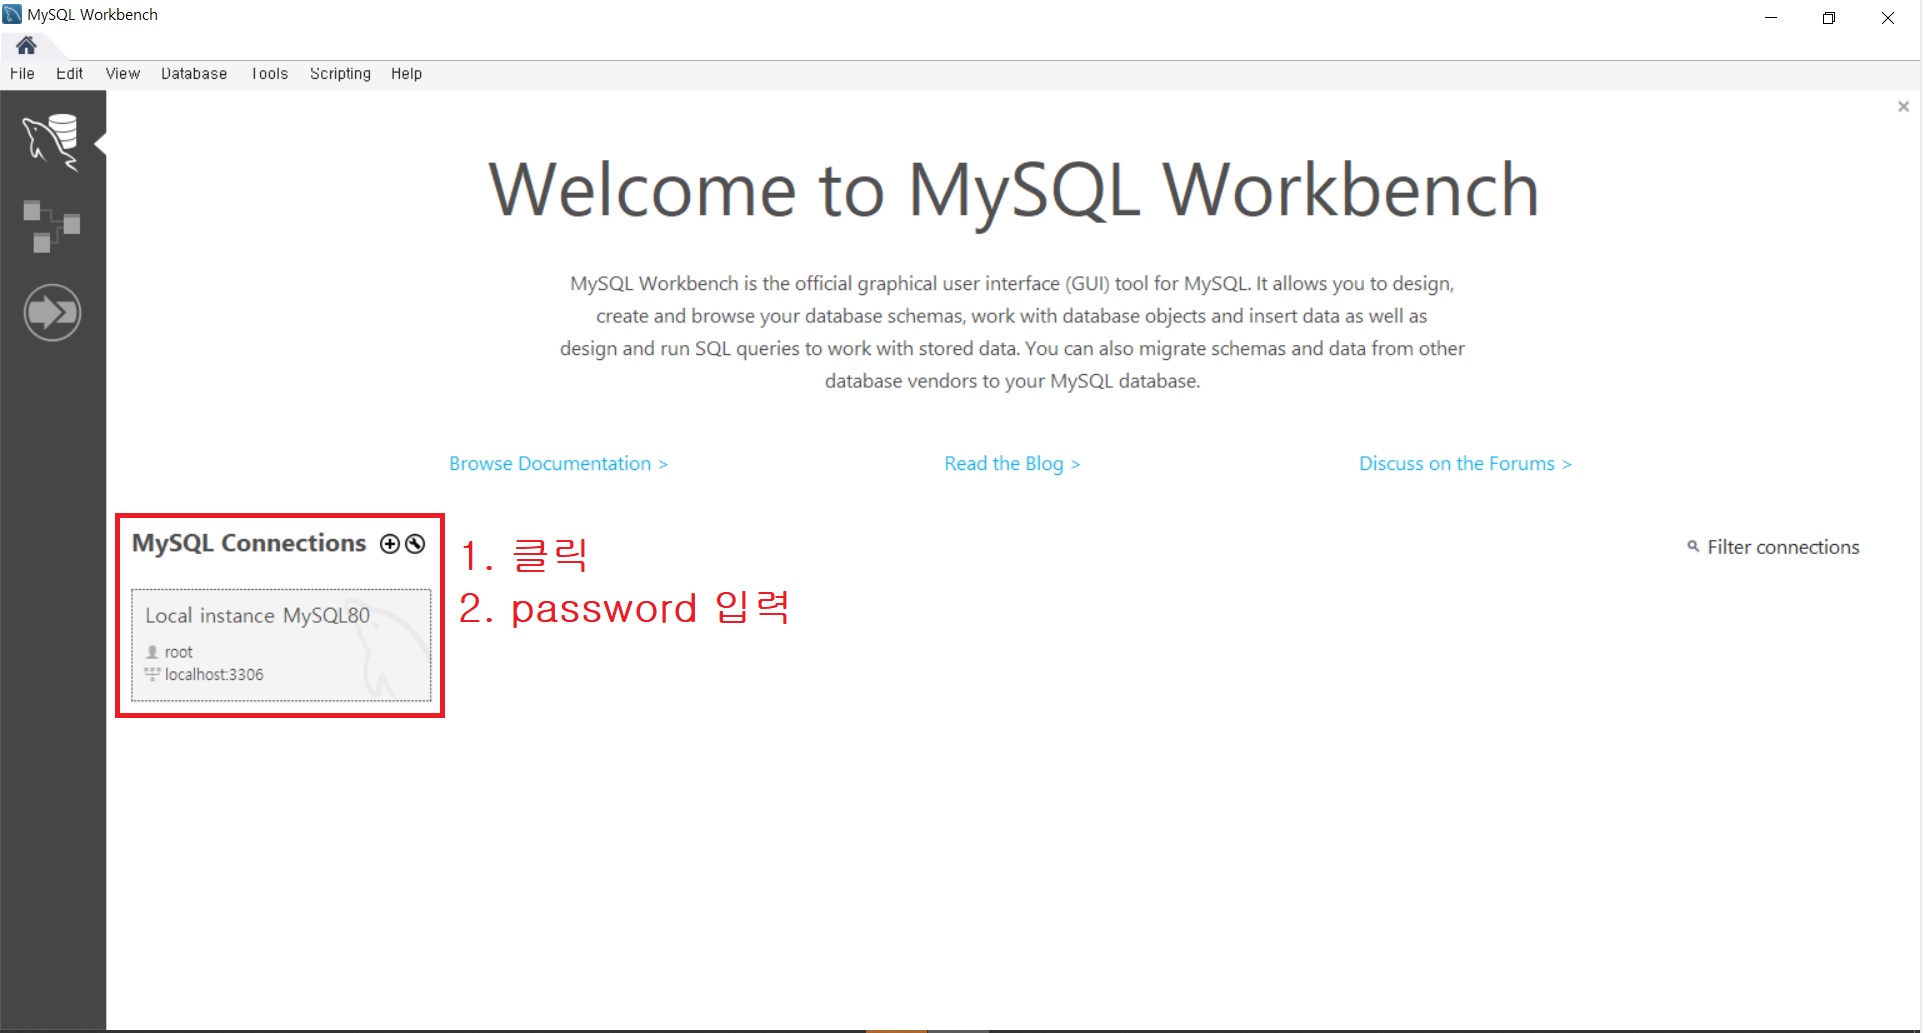 MySQL Workbench
File Edit View Database Tools Scripting Help
Welcome to MySQL Workbench
MySQL Workbench is the official graphical user interface (GUI) tool for MySQL. It allows you to design,
create and browse your database schemas, work with database objects and insert data as well as
design and run SQL queries to work with stored data. You can also migrate schemas and data from other
database vendors to your MySQL database.
Browse Documentation > Read the Blog > Discuss on the Forums >
MySQL Connections
Filter connections
1. 클릭
2. password 입력
Local instance MySQL80
root
localhost:3306